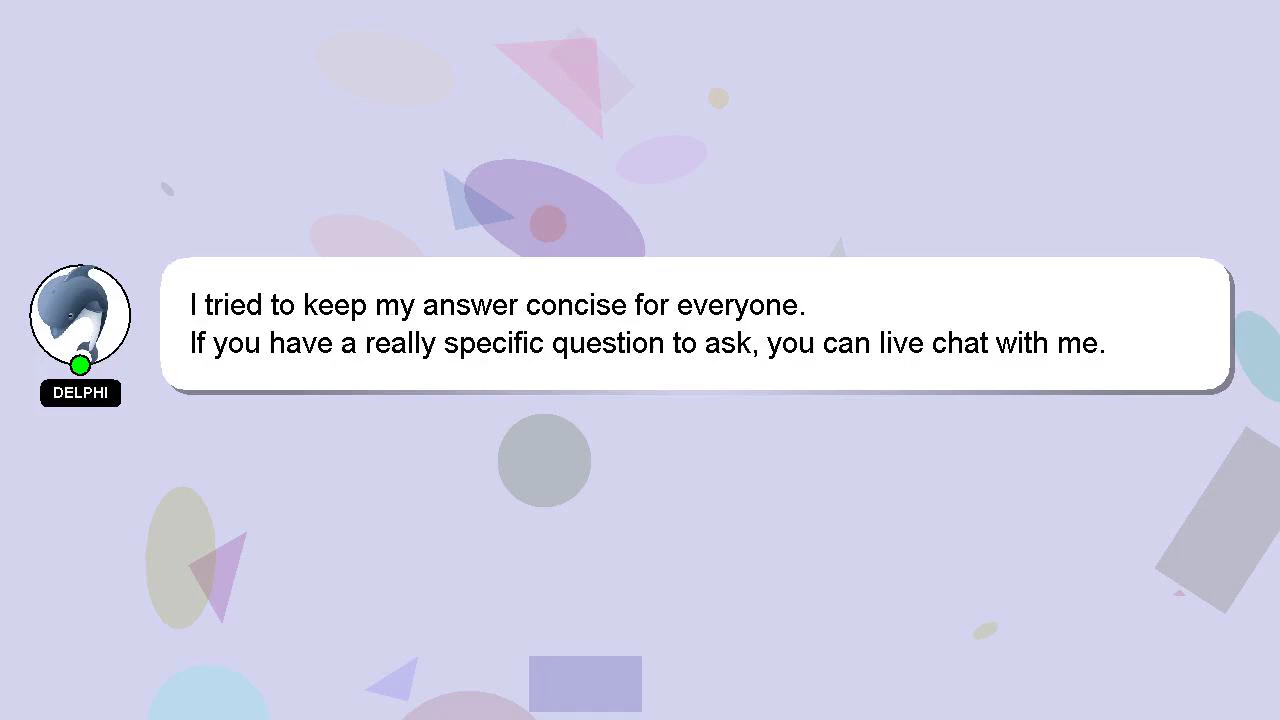 I tried to keep my answer concise for everyone.
If you have a really specific question to ask, you can live chat with me.
DELPHI